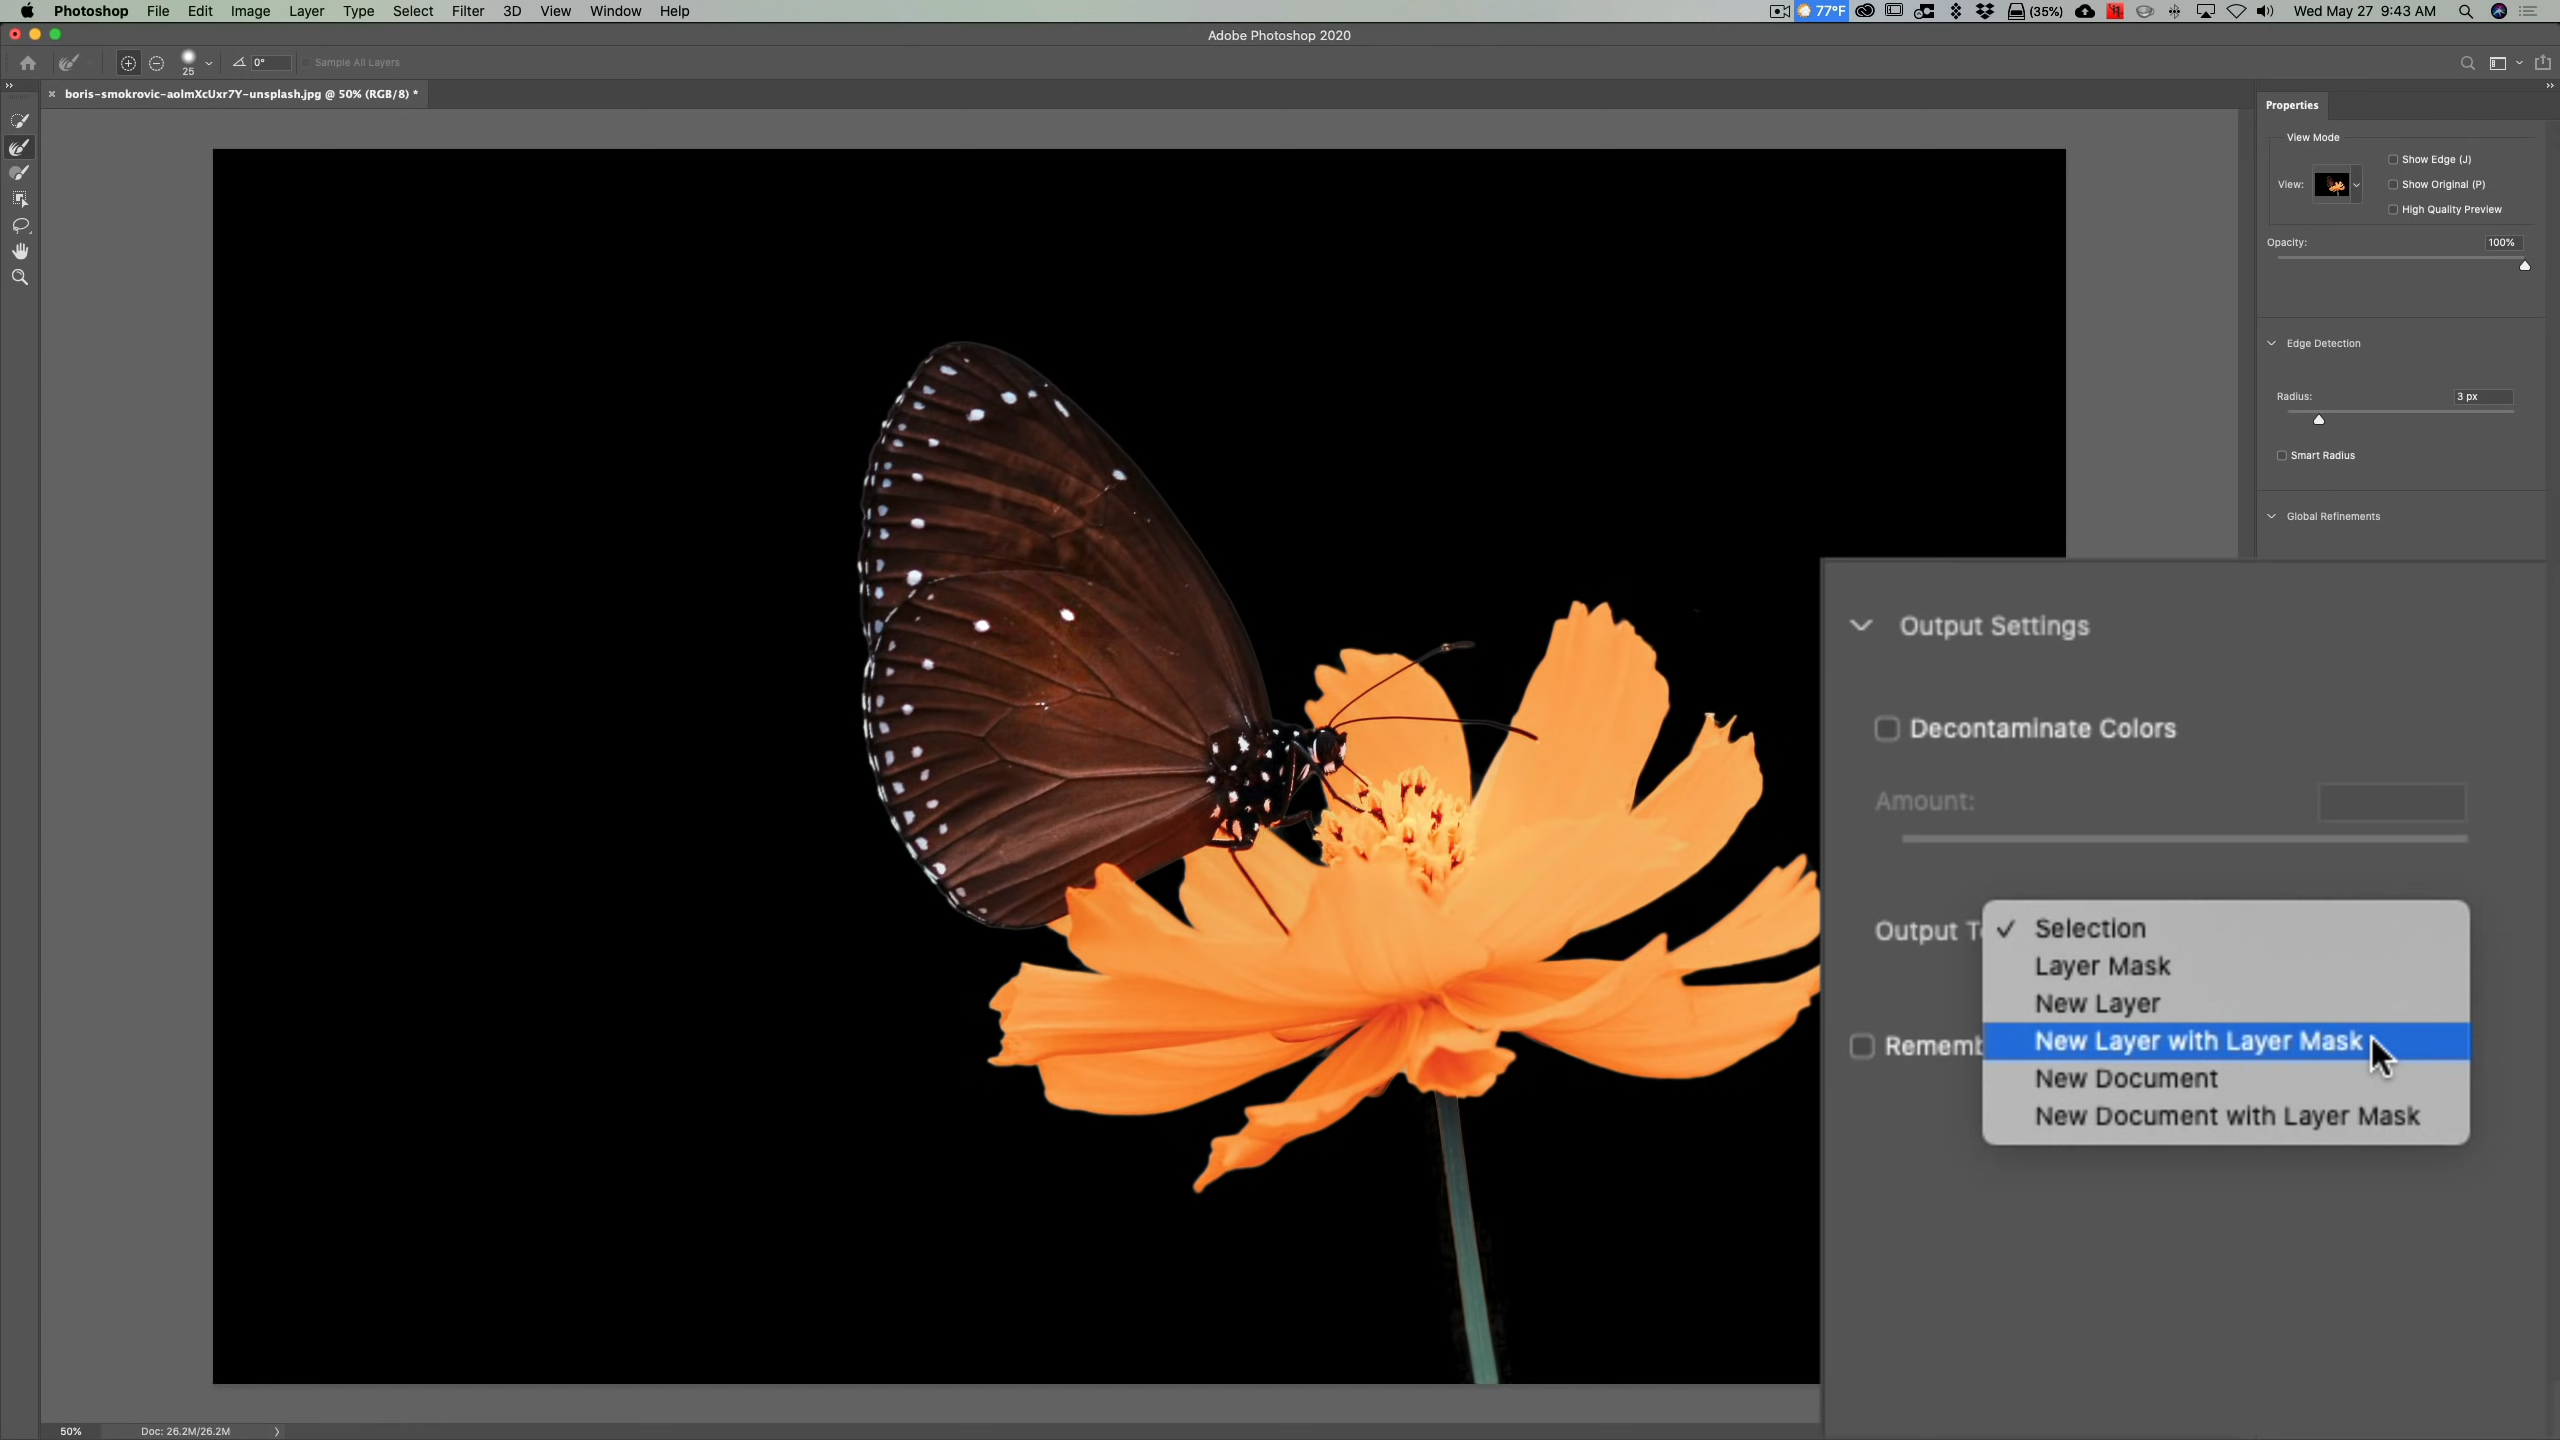 Photoshop File Edit Image Layer Type Select Filter 3D View Window Help 77°F (35%) Wed May 27 9:43 AM
Adobe Photoshop 2020
25 0° Sample All Layers
boris-smokrovic-aolmXcUxr7Y-unsplash.jpg @ 50% (RGB/8) *
Properties
View Mode
View:
Show Edge (J)
Show Original (P)
High Quality Preview
Opacity: 100%
Edge Detection
Radius: 3 px
Smart Radius
Global Refinements
Output Settings
Decontaminate Colors
Amount:
Output T
Selection
Layer Mask
New Layer
New Layer with Layer Mask
Rememb
New Document
New Document with Layer Mask
50% Doc: 26.2M/26.2M